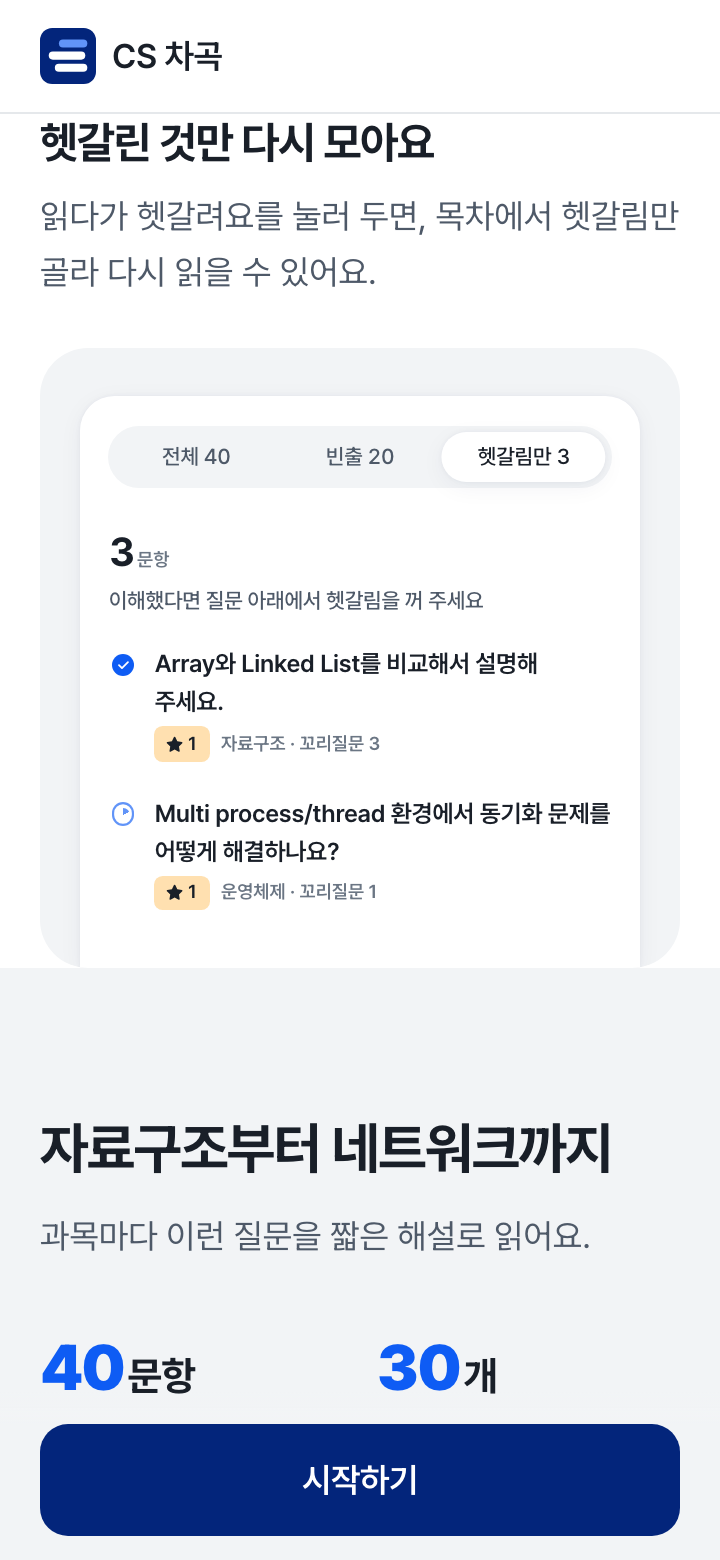 CS 차곡
헷갈린 것만 다시 모아요
읽다가 헷갈려요를 눌러 두면, 목차에서 헷갈림만
골라 다시 읽을 수 있어요.
전체 40 빈출 20 헷갈림만 3
3 문항
이해했다면 질문 아래에서 헷갈림을 꺼 주세요
Array와 Linked List를 비교해서 설명해
주세요.
★ 1 자료구조 · 꼬리질문 3
Multi process/thread 환경에서 동기화 문제를
어떻게 해결하나요?
★ 1 운영체제 · 꼬리질문 1
자료구조부터 네트워크까지
과목마다 이런 질문을 짧은 해설로 읽어요.
40 문항 30 개
시작하기